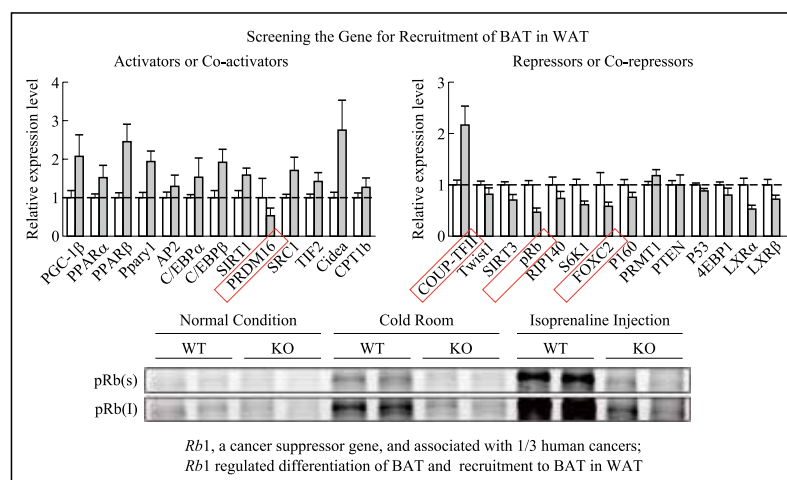 Screening the Gene for Recruitment of BAT in WAT
Activators or Co-activators
Repressors or Co-repressors
Relative expression level
4
3
2
1
0
PGC-1β
PPARα
PPARβ
Ppary1
AP2
C/EBPα
C/EBPβ
SIRT1
PRDM16
SRC1
TIF2
Cidea
CPT1b
Relative expression level
3
2
1
0
COUP-TFII
Twist1
SIRT3
pRb
RIP140
S6K1
FOXC2
P160
PRMT1
PTEN
P53
4EBP1
LXRα
LXRβ
Normal Condition Cold Room Isoprenaline Injection
WT KO WT KO WT KO
pRb(s)
pRb(I)
Rb1, a cancer suppressor gene, and associated with 1/3 human cancers;
Rb1 regulated differentiation of BAT and recruitment to BAT in WAT